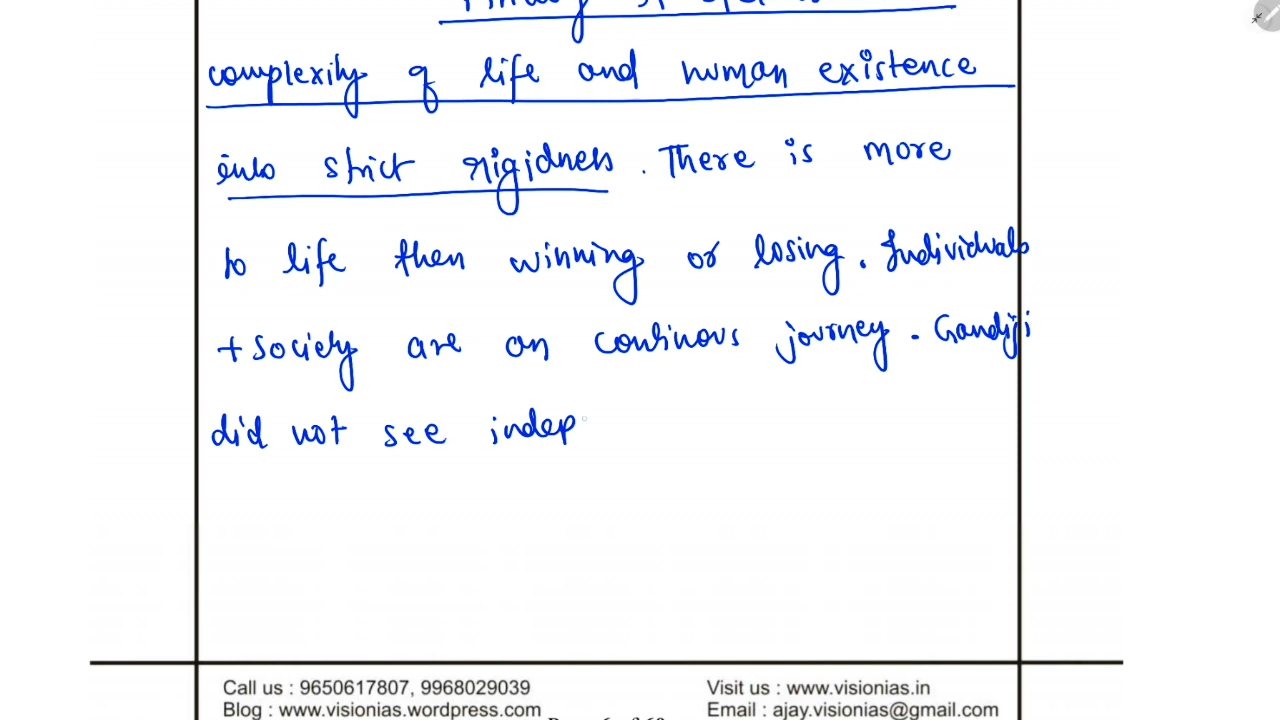 complexity of life and human existence
into strict rigidness. There is more
to life then winning or losing. Individuals
+ society are on continous journey. Gandiji
did not see indep
Call us : 9650617807, 9968029039
Visit us : www.visionias.in
Blog : www.visionias.wordpress.com
Email : ajay.visionias@gmail.com